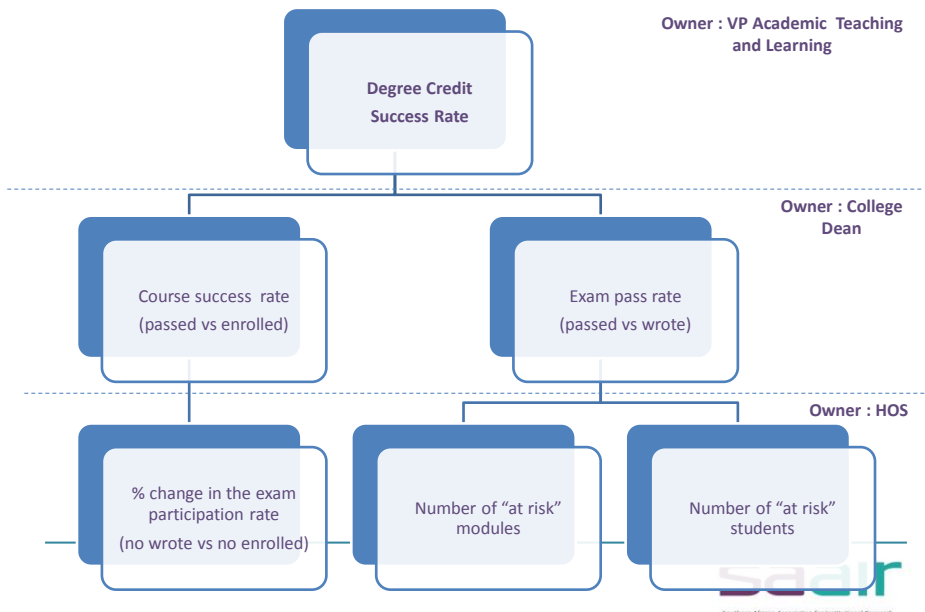 Owner : VP Academic Teaching
and Learning
Degree Credit
Success Rate
Owner : College
Dean
Course success rate
(passed vs enrolled)
Exam pass rate
(passed vs wrote)
Owner : HOS
% change in the exam
participation rate
(no wrote vs no enrolled)
Number of “at risk”
modules
Number of “at risk”
students
saair